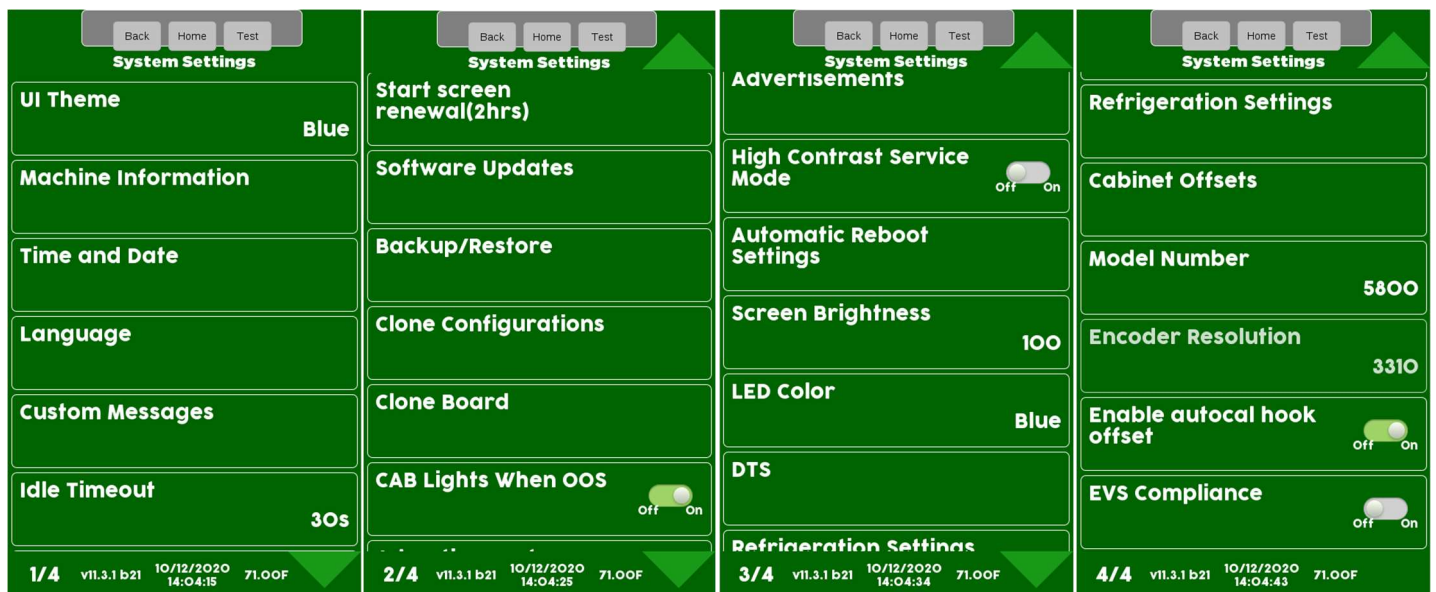 Back Home Test
System Settings
UI Theme
Blue
Machine Information
Time and Date
Language
Custom Messages
Idle Timeout
30s
1/4 v11.3.1 b21 10/12/2020 71.00F
14:04:15
Back Home Test
System Settings
Start screen
renewal(2hrs)
Software Updates
Backup/Restore
Clone Configurations
Clone Board
CAB Lights When OOS
Off On
2/4 v11.3.1 b21 10/12/2020 71.00F
14:04:25
Back Home Test
System Settings
Advertisements
High Contrast Service
Mode
Off On
Automatic Reboot
Settings
Screen Brightness
100
LED Color
Blue
DTS
Refrigeration Settings
3/4 v11.3.1 b21 10/12/2020 71.00F
14:04:34
Back Home Test
System Settings
Refrigeration Settings
Cabinet Offsets
Model Number
5800
Encoder Resolution
3310
Enable autocal hook
offset
Off On
EVS Compliance
Off On
4/4 v11.3.1 b21 10/12/2020 71.00F
14:04:43